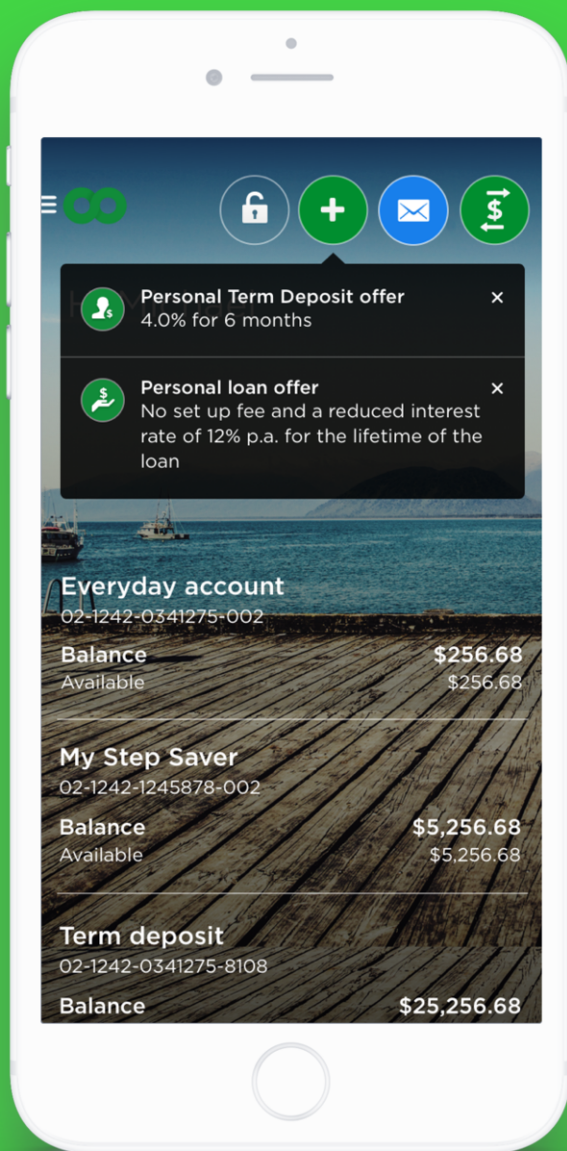 Personal Term Deposit offer
4.0% for 6 months
Personal loan offer
No set up fee and a reduced interest
rate of 12% p.a. for the lifetime of the
loan
Everyday account
02-1242-0341275-002
Balance $256.68
Available $256.68
My Step Saver
02-1242-1245878-002
Balance $5,256.68
Available $5,256.68
Term deposit
02-1242-0341275-8108
Balance $25,256.68